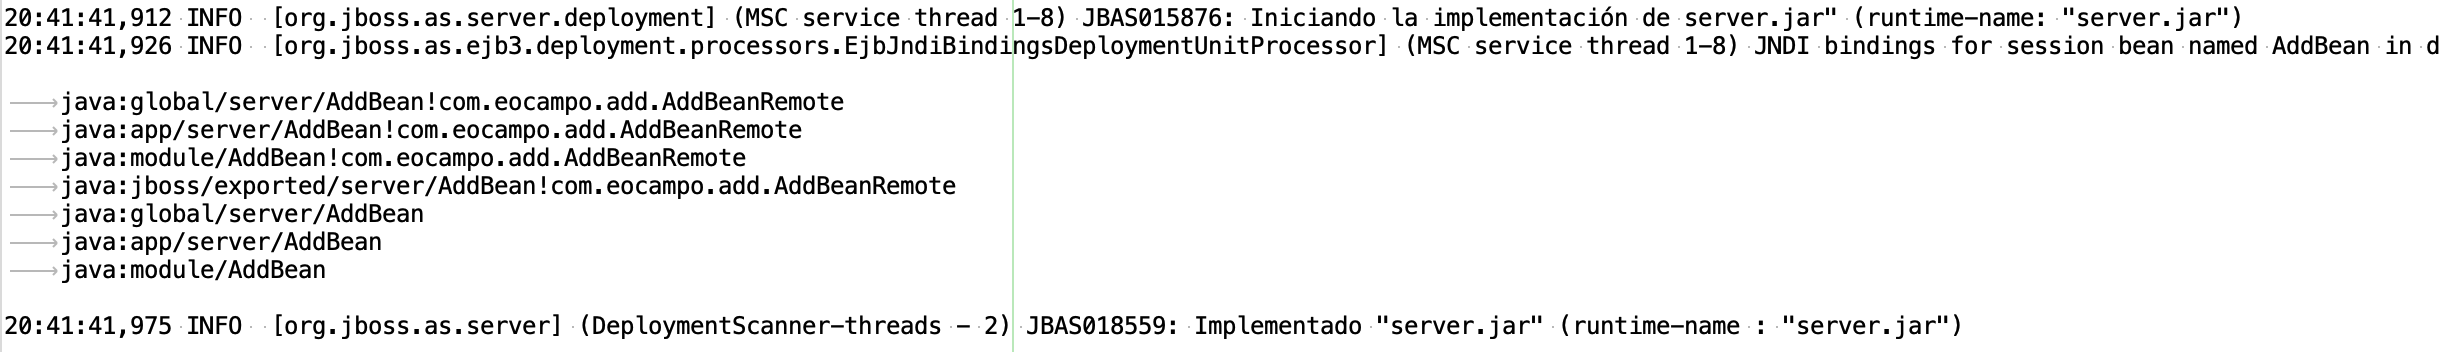 20:41:41,912 INFO  [org.jboss.as.server.deployment] (MSC service thread 1-8) JBAS015876: Iniciando la implementación de server.jar" (runtime-name: "server.jar")
20:41:41,926 INFO  [org.jboss.as.ejb3.deployment.processors.EjbJndiBindingsDeploymentUnitProcessor] (MSC service thread 1-8) JNDI bindings for session bean named AddBean in d
java:global/server/AddBean!com.eocampo.add.AddBeanRemote
java:app/server/AddBean!com.eocampo.add.AddBeanRemote
java:module/AddBean!com.eocampo.add.AddBeanRemote
java:jboss/exported/server/AddBean!com.eocampo.add.AddBeanRemote
java:global/server/AddBean
java:app/server/AddBean
java:module/AddBean
20:41:41,975 INFO  [org.jboss.as.server] (DeploymentScanner-threads - 2) JBAS018559: Implementado "server.jar" (runtime-name : "server.jar")